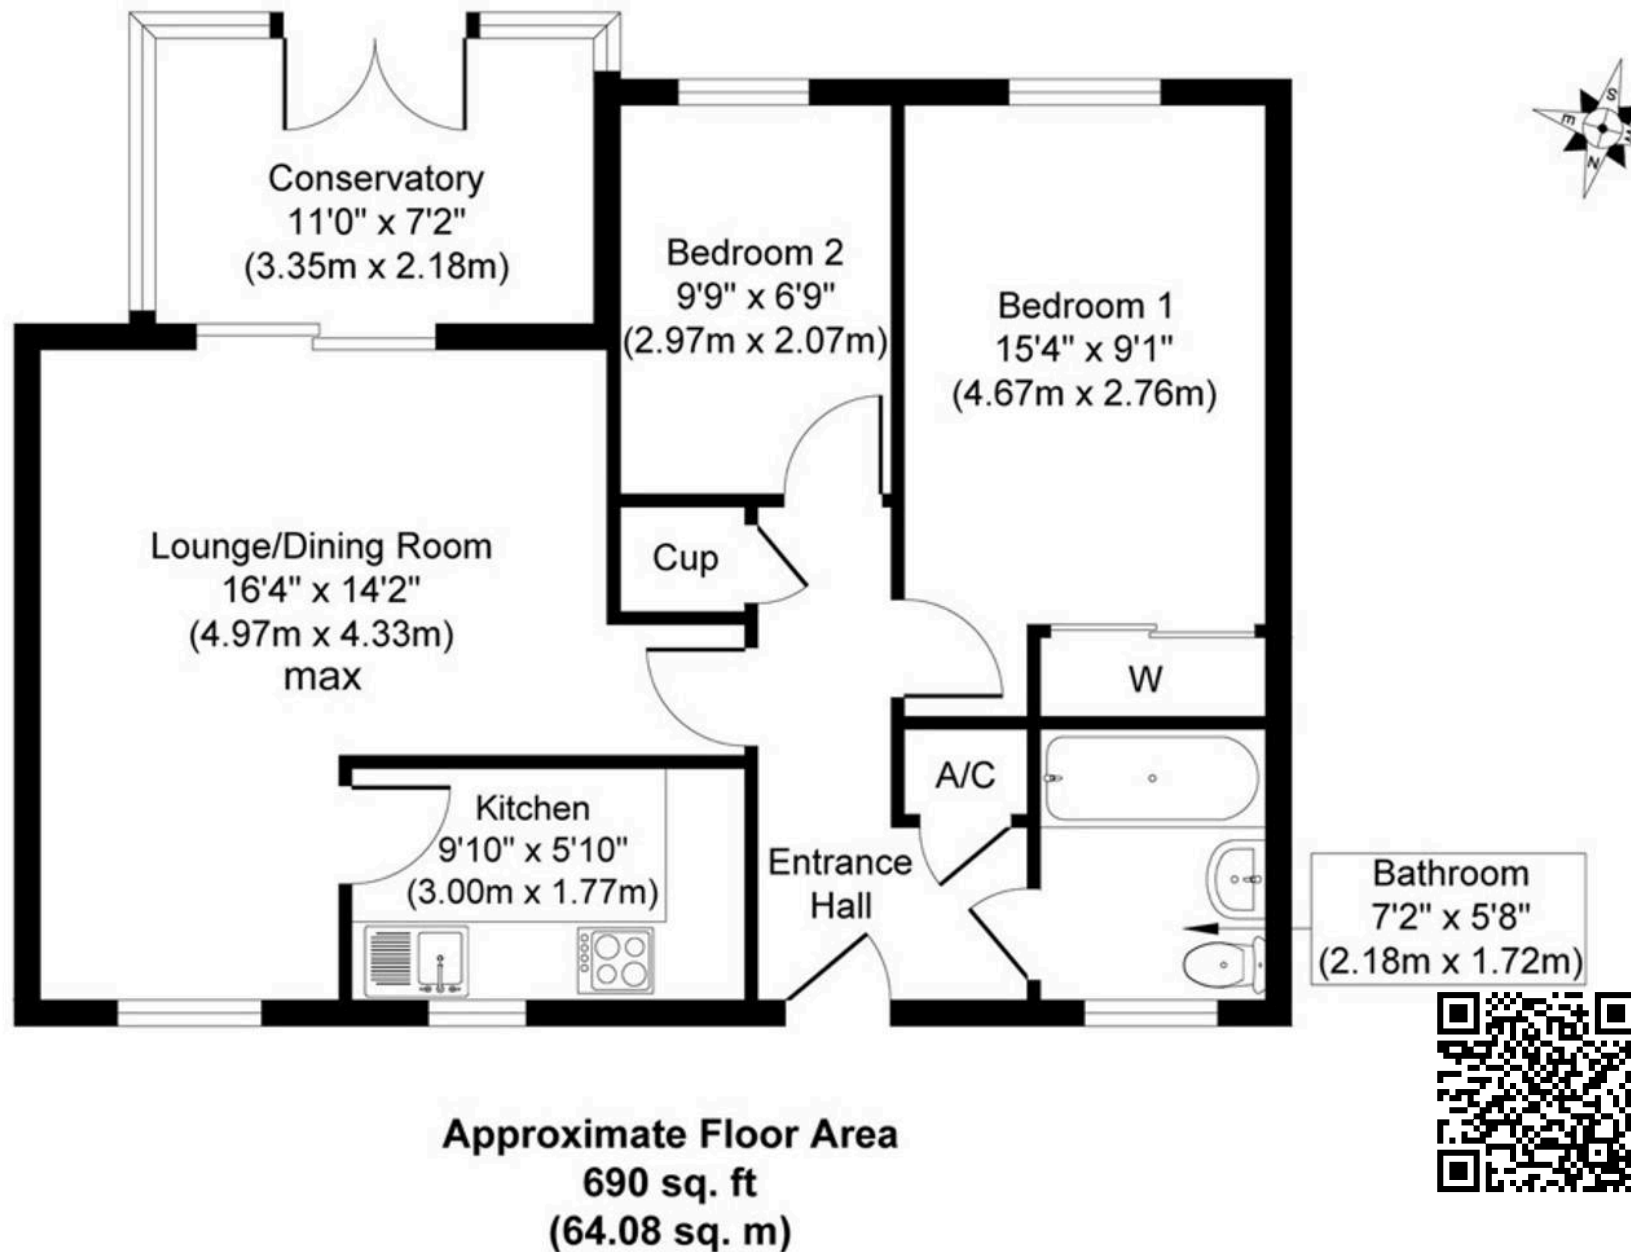 S
E
N
Conservatory
11'0" x 7'2"
(3.35m x 2.18m)
Bedroom 2
9'9" x 6'9"
(2.97m x 2.07m)
Bedroom 1
15'4" x 9'1"
(4.67m x 2.76m)
Lounge/Dining Room
16'4" x 14'2"
(4.97m x 4.33m)
max
Cup
W
A/C
Kitchen
9'10" x 5'10"
(3.00m x 1.77m)
Entrance
Hall
Bathroom
7'2" x 5'8"
(2.18m x 1.72m)
Approximate Floor Area
690 sq. ft
(64.08 sq. m)